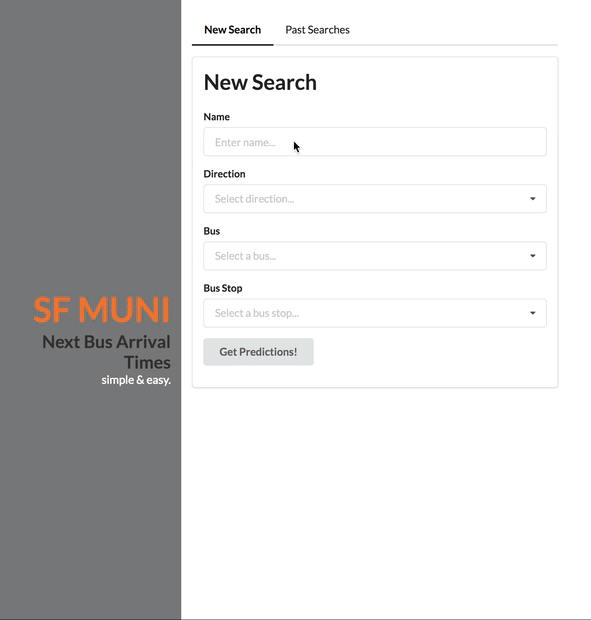 New Search
Past Searches
New Search
Name
Enter name...
Direction
Select direction...
Bus
Select a bus...
Bus Stop
Select a bus stop...
Get Predictions!
SF MUNI
Next Bus Arrival
Times
simple & easy.